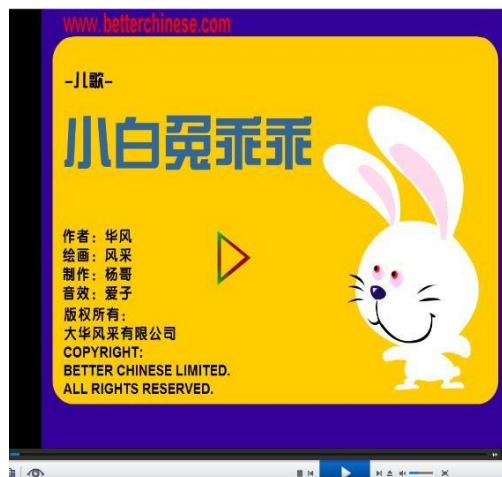 www.betterchinese.com
-儿歌-
小白兔乖乖
作者：华风
绘画：风采
制作：杨哥
音效：爱子
版权所有：
大华风采有限公司
COPYRIGHT:
BETTER CHINESE LIMITED.
ALL RIGHTS RESERVED.